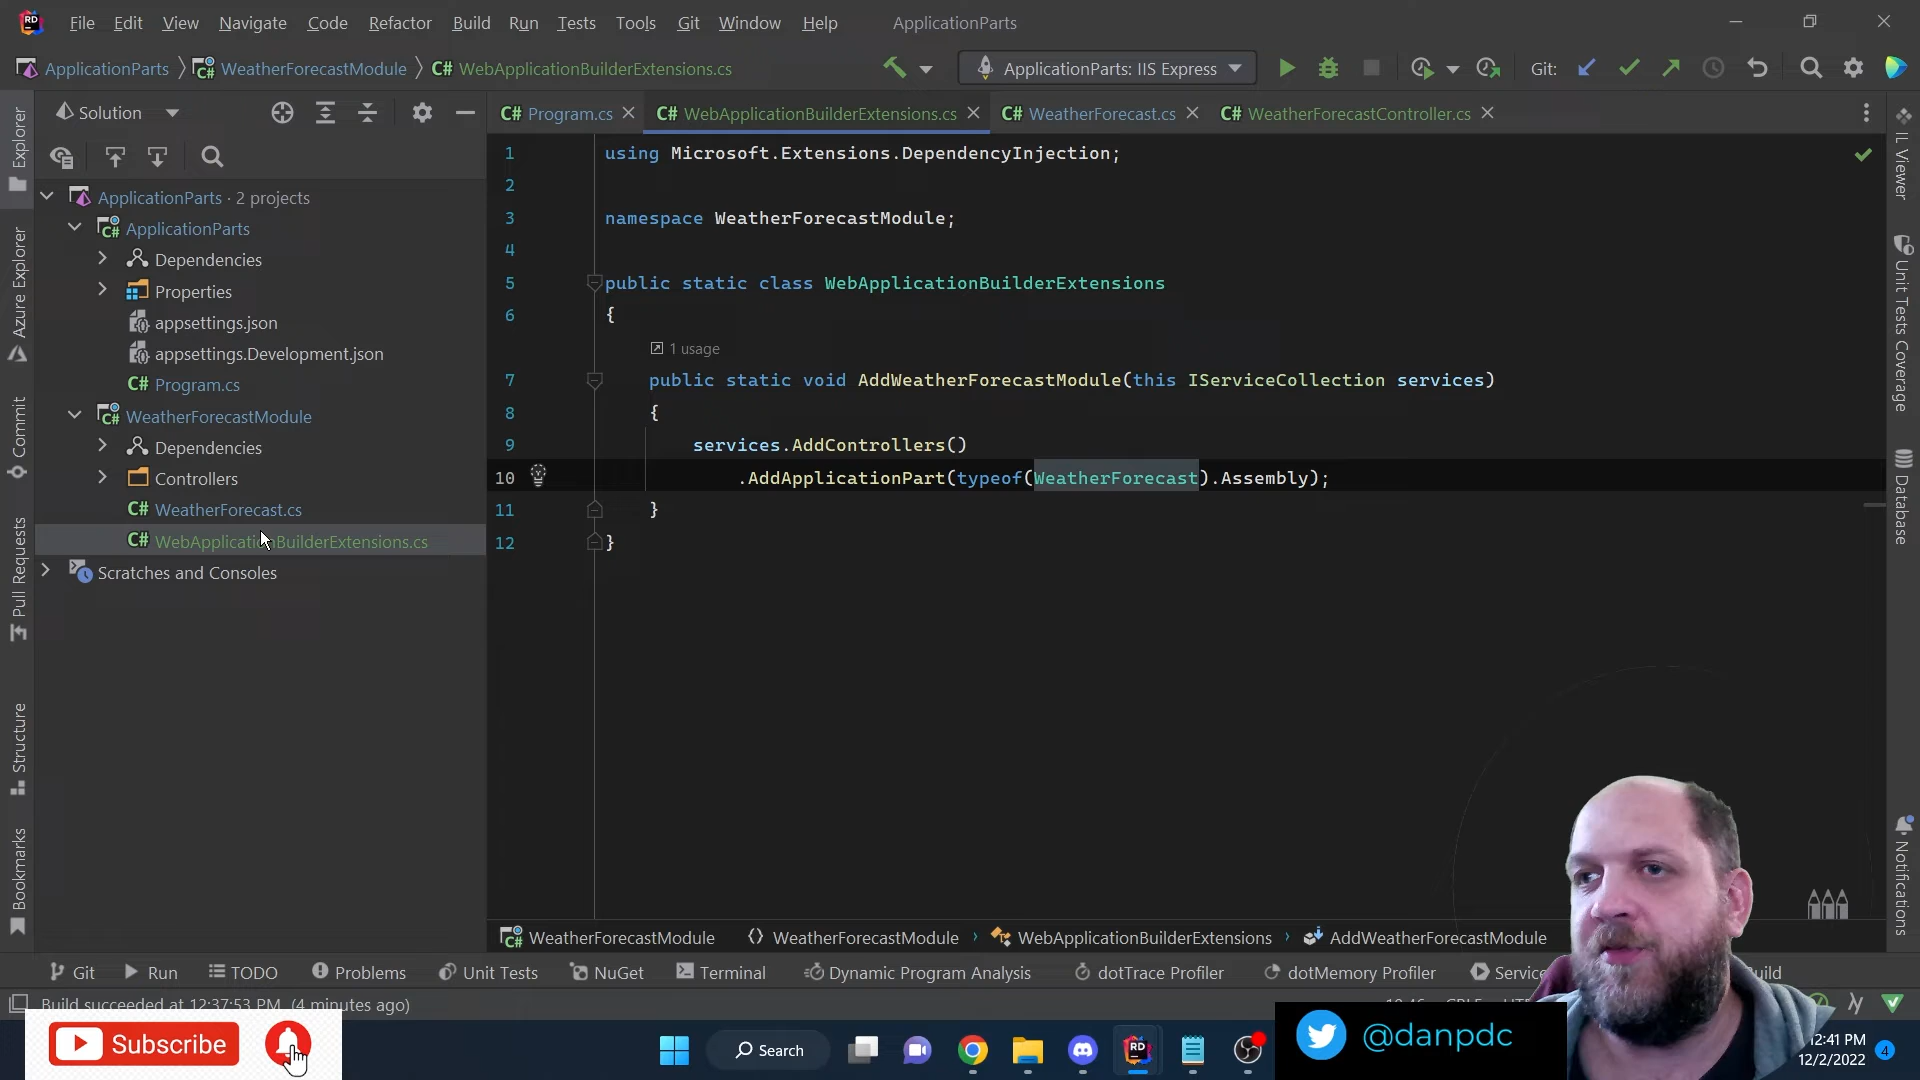 RD File Edit View Navigate Code Refactor Build Run Tests Tools Git Window Help ApplicationParts
ApplicationParts WeatherForecastModule C# WebApplicationBuilderExtensions.cs ApplicationParts: IIS Express Git:
Solution
C# Program.cs C# WebApplicationBuilderExtensions.cs C# WeatherForecast.cs C# WeatherForecastController.cs
Explorer
Azure Explorer
Commit
Pull Requests
Structure
Bookmarks
ApplicationParts · 2 projects
C# ApplicationParts
Dependencies
Properties
appsettings.json
appsettings.Development.json
C# Program.cs
C# WeatherForecastModule
Dependencies
Controllers
C# WeatherForecast.cs
C# WebApplicationBuilderExtensions.cs
Scratches and Consoles
1 using Microsoft.Extensions.DependencyInjection;
2
3 namespace WeatherForecastModule;
4
5 public static class WebApplicationBuilderExtensions
6 {
1 usage
7 public static void AddWeatherForecastModule(this IServiceCollection services)
8 {
9 services.AddControllers()
10 .AddApplicationPart(typeof(WeatherForecast).Assembly);
11 }
12 }
IL Viewer
Unit Tests Coverage
Database
Notifications
C# WeatherForecastModule WeatherForecastModule WebApplicationBuilderExtensions AddWeatherForecastModule
Git Run TODO Problems Unit Tests NuGet Terminal Dynamic Program Analysis dotTrace Profiler dotMemory Profiler
Build succeeded at 12:37:53 PM (4 minutes ago)
Subscribe
Search
RD
@danpdc
12:41 PM
12/2/2022
4